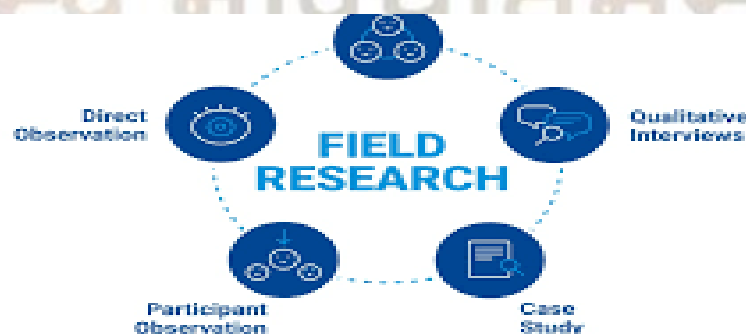 Direct
Observation
Qualitative
Interviews
FIELD
RESEARCH
Participant
Observation
Case
Study